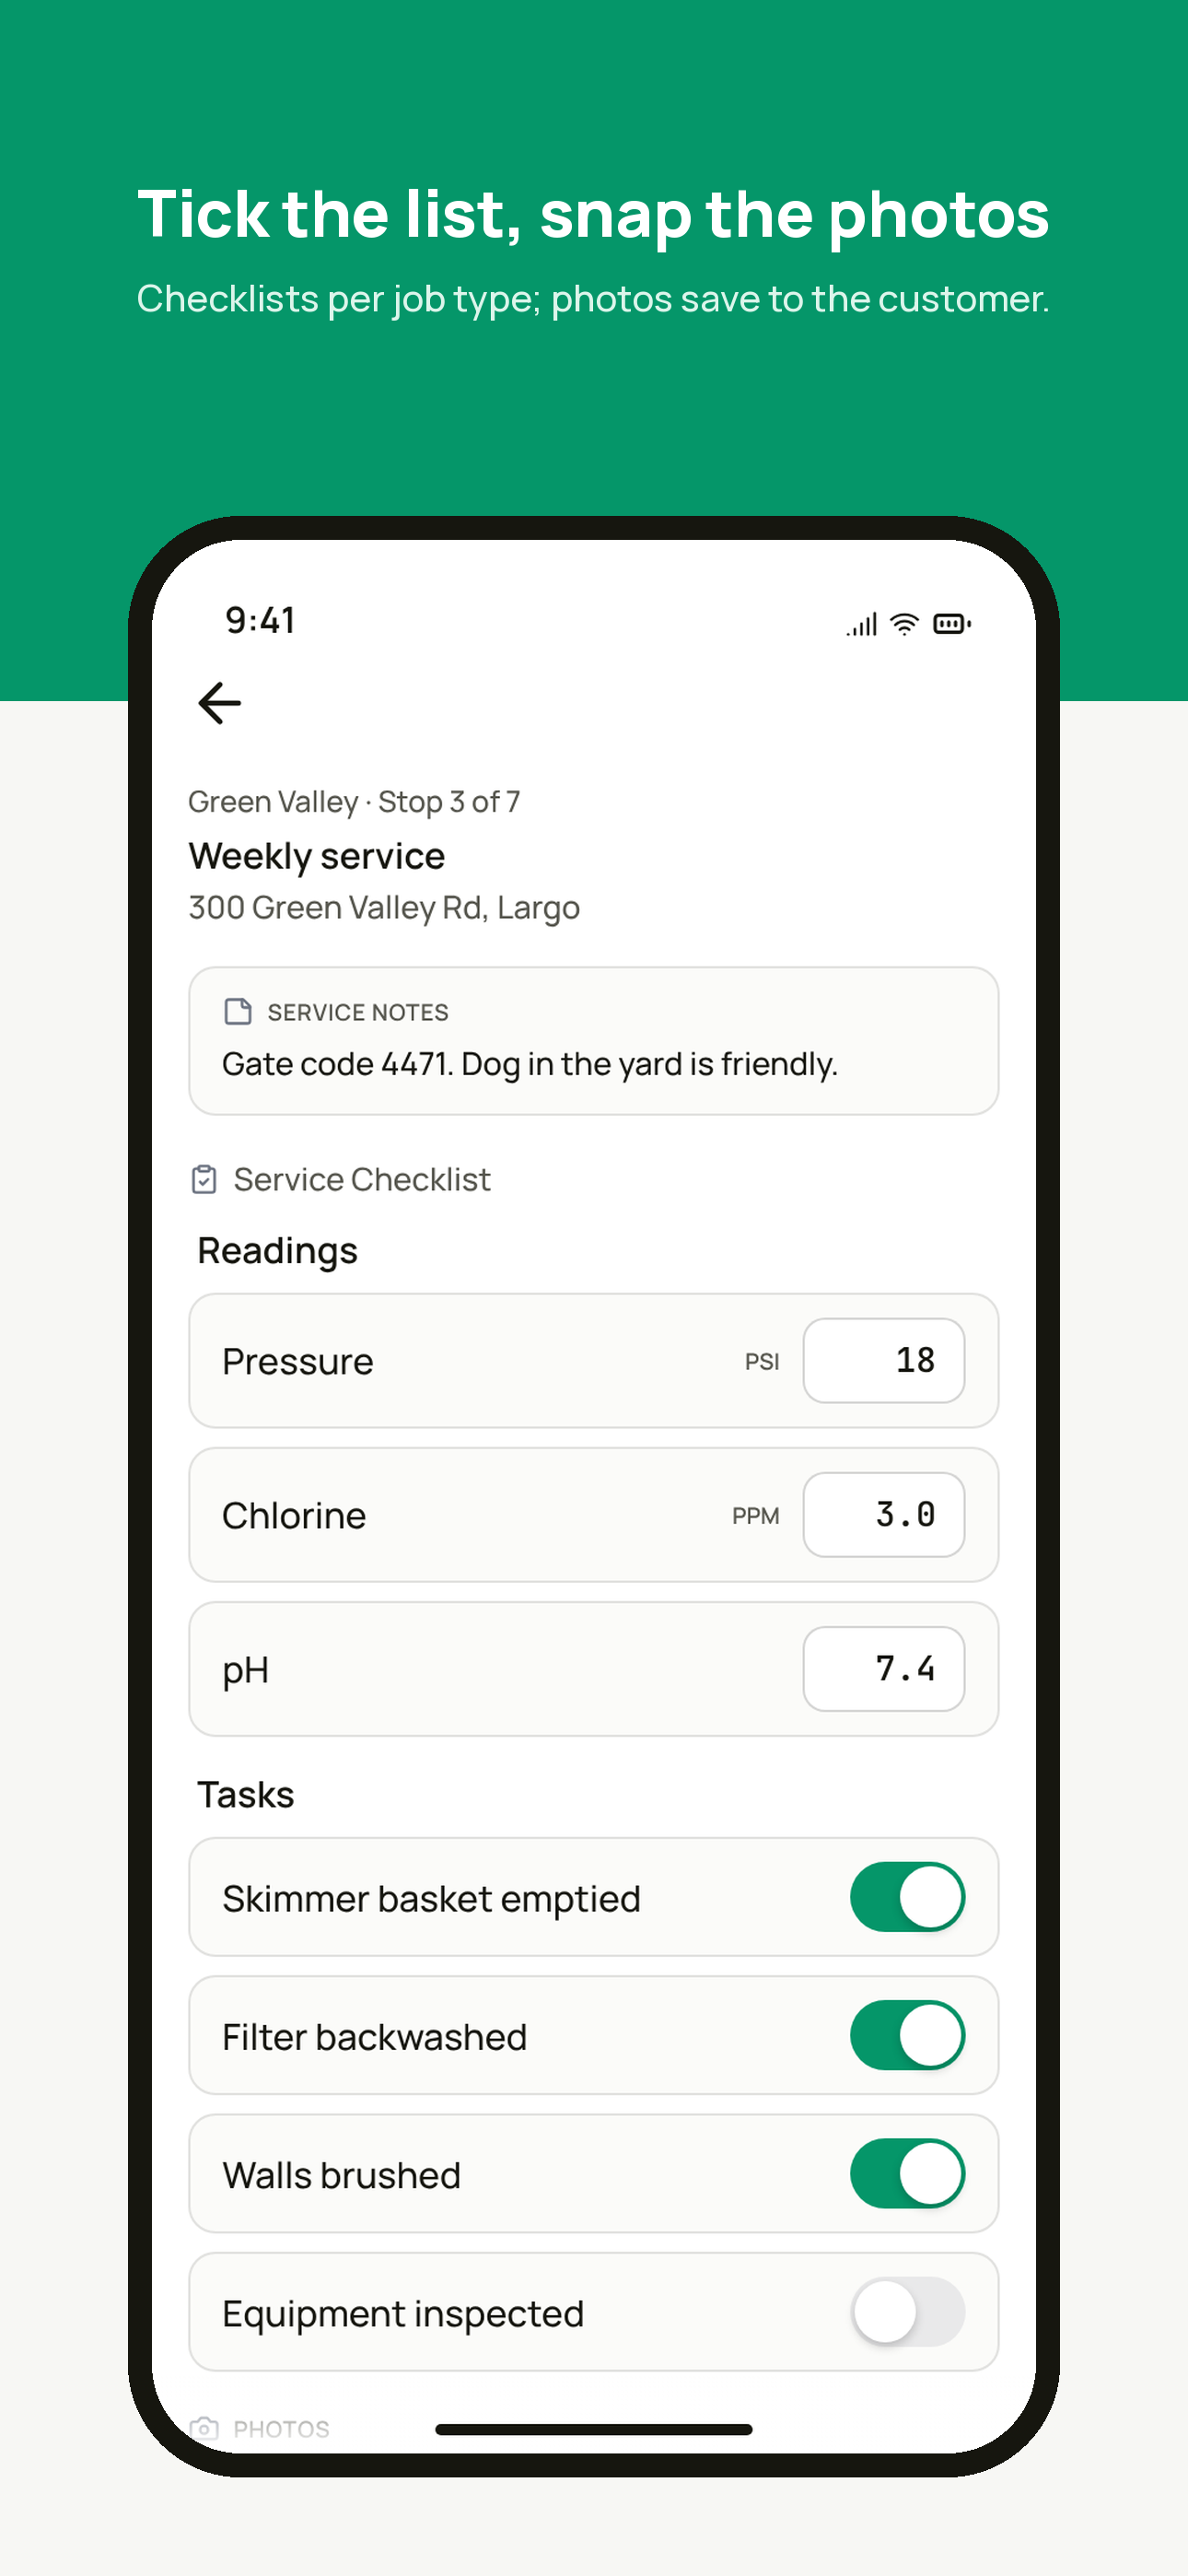 Tick the list, snap the photos
Checklists per job type; photos save to the customer.
9:41
Green Valley · Stop 3 of 7
Weekly service
300 Green Valley Rd, Largo
SERVICE NOTES
Gate code 4471. Dog in the yard is friendly.
Service Checklist
Readings
Pressure PSI 18
Chlorine PPM 3.0
pH 7.4
Tasks
Skimmer basket emptied
Filter backwashed
Walls brushed
Equipment inspected
PHOTOS